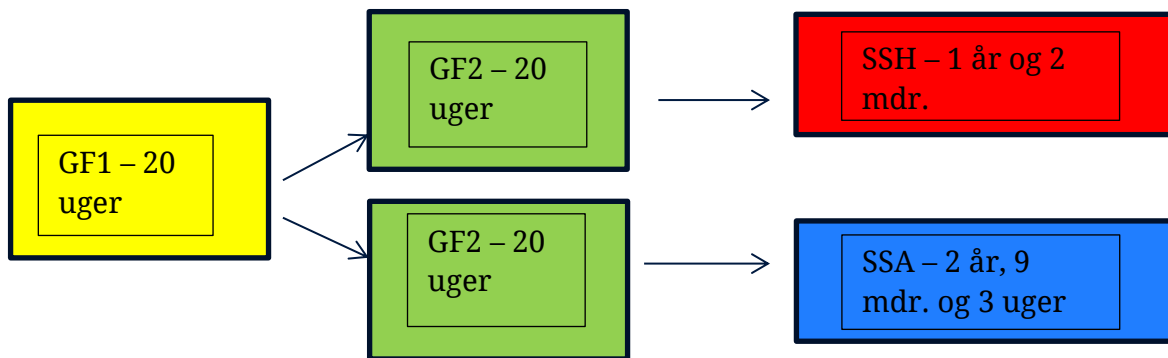 GF1 – 20
uger
GF2 – 20
uger
SSH – 1 år og 2
mdr.
GF2 – 20
uger
SSA – 2 år, 9
mdr. og 3 uger